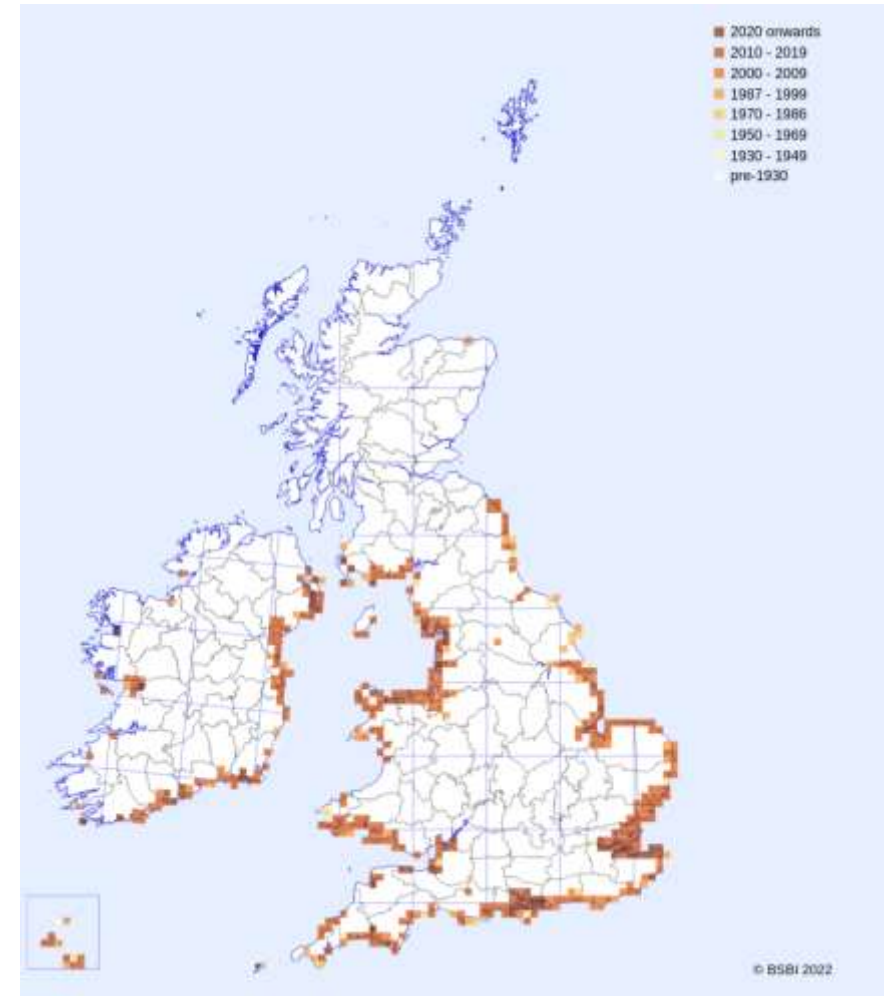 2020 onwards
2010 - 2019
2000 - 2009
1987 - 1999
1970 - 1986
1950 - 1969
1930 - 1949
pre-1930
© BSBI 2022